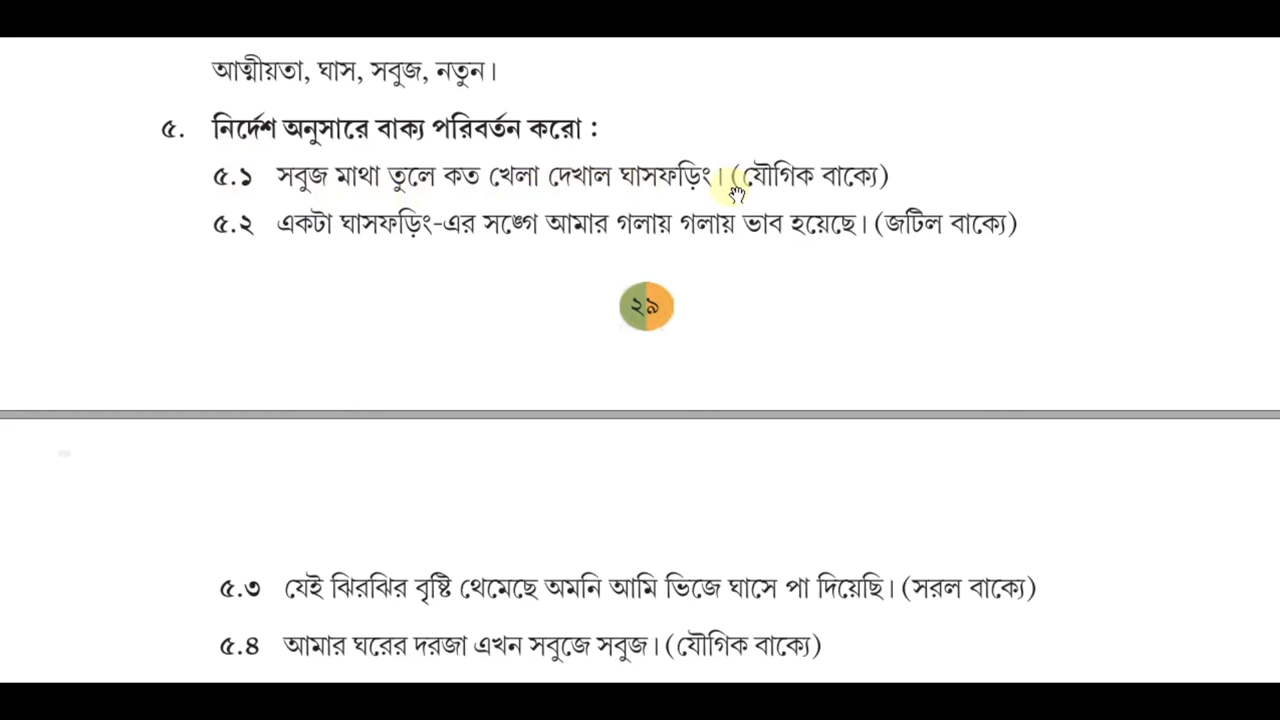 আত্মীয়তা, ঘাস, সবুজ, নতুন।
৫. নির্দেশ অনুসারে বাক্য পরিবর্তন করো :
৫.১ সবুজ মাথা তুলে কত খেলা দেখাল ঘাসফড়িং। (যৌগিক বাক্যে)
৫.২ একটা ঘাসফড়িং-এর সঙ্গে আমার গলায় গলায় ভাব হয়েছে। (জটিল বাক্যে)
২৯
৫.৩ যেই ঝিরঝির বৃষ্টি থেমেছে অমনি আমি ভিজে ঘাসে পা দিয়েছি। (সরল বাক্যে)
৫.৪ আমার ঘরের দরজা এখন সবুজে সবুজ। (যৌগিক বাক্যে)